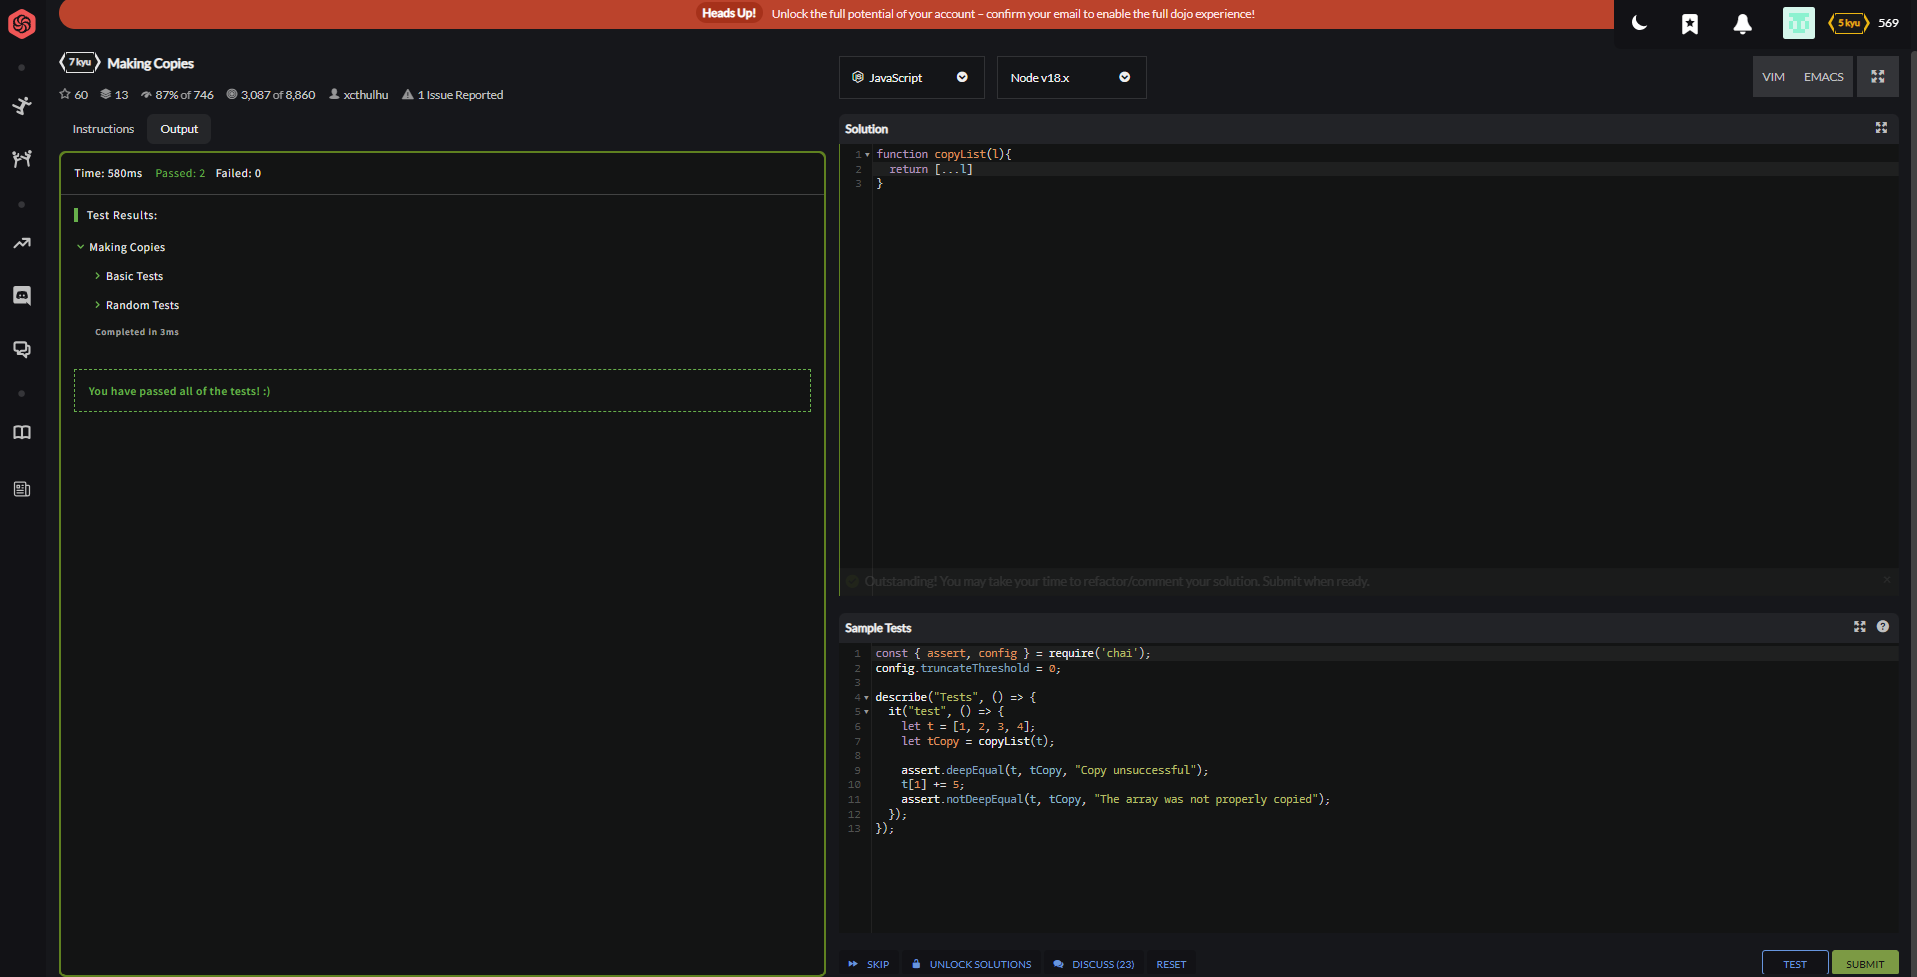 Heads Up! Unlock the full potential of your account – confirm your email to enable the full dojo experience!
5 kyu 569
7 kyu Making Copies
60 13 87% of 746 3,087 of 8,860 xcthulhu 1 Issue Reported
Instructions Output
Time: 580ms Passed: 2 Failed: 0
Test Results:
Making Copies
Basic Tests
Random Tests
Completed in 3ms
You have passed all of the tests! :)
JavaScript Node v18.x VIM EMACS
Solution
1 function copyList(l){
2 return [...l]
3 }
Outstanding! You may take your time to refactor/comment your solution. Submit when ready.
Sample Tests
1 const { assert, config } = require('chai');
2 config.truncateThreshold = 0;
3
4 describe("Tests", () => {
5 it("test", () => {
6 let t = [1, 2, 3, 4];
7 let tCopy = copyList(t);
8
9 assert.deepEqual(t, tCopy, "Copy unsuccessful");
10 t[1] += 5;
11 assert.notDeepEqual(t, tCopy, "The array was not properly copied");
12 });
13 });
SKIP UNLOCK SOLUTIONS DISCUSS (23) RESET TEST SUBMIT